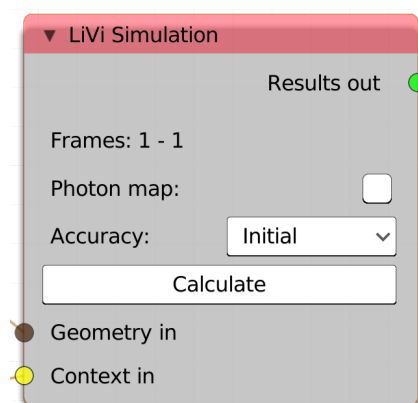 LiVi Simulation
Results out
Frames: 1 - 1
Photon map:
Accuracy: Initial
Calculate
Geometry in
Context in